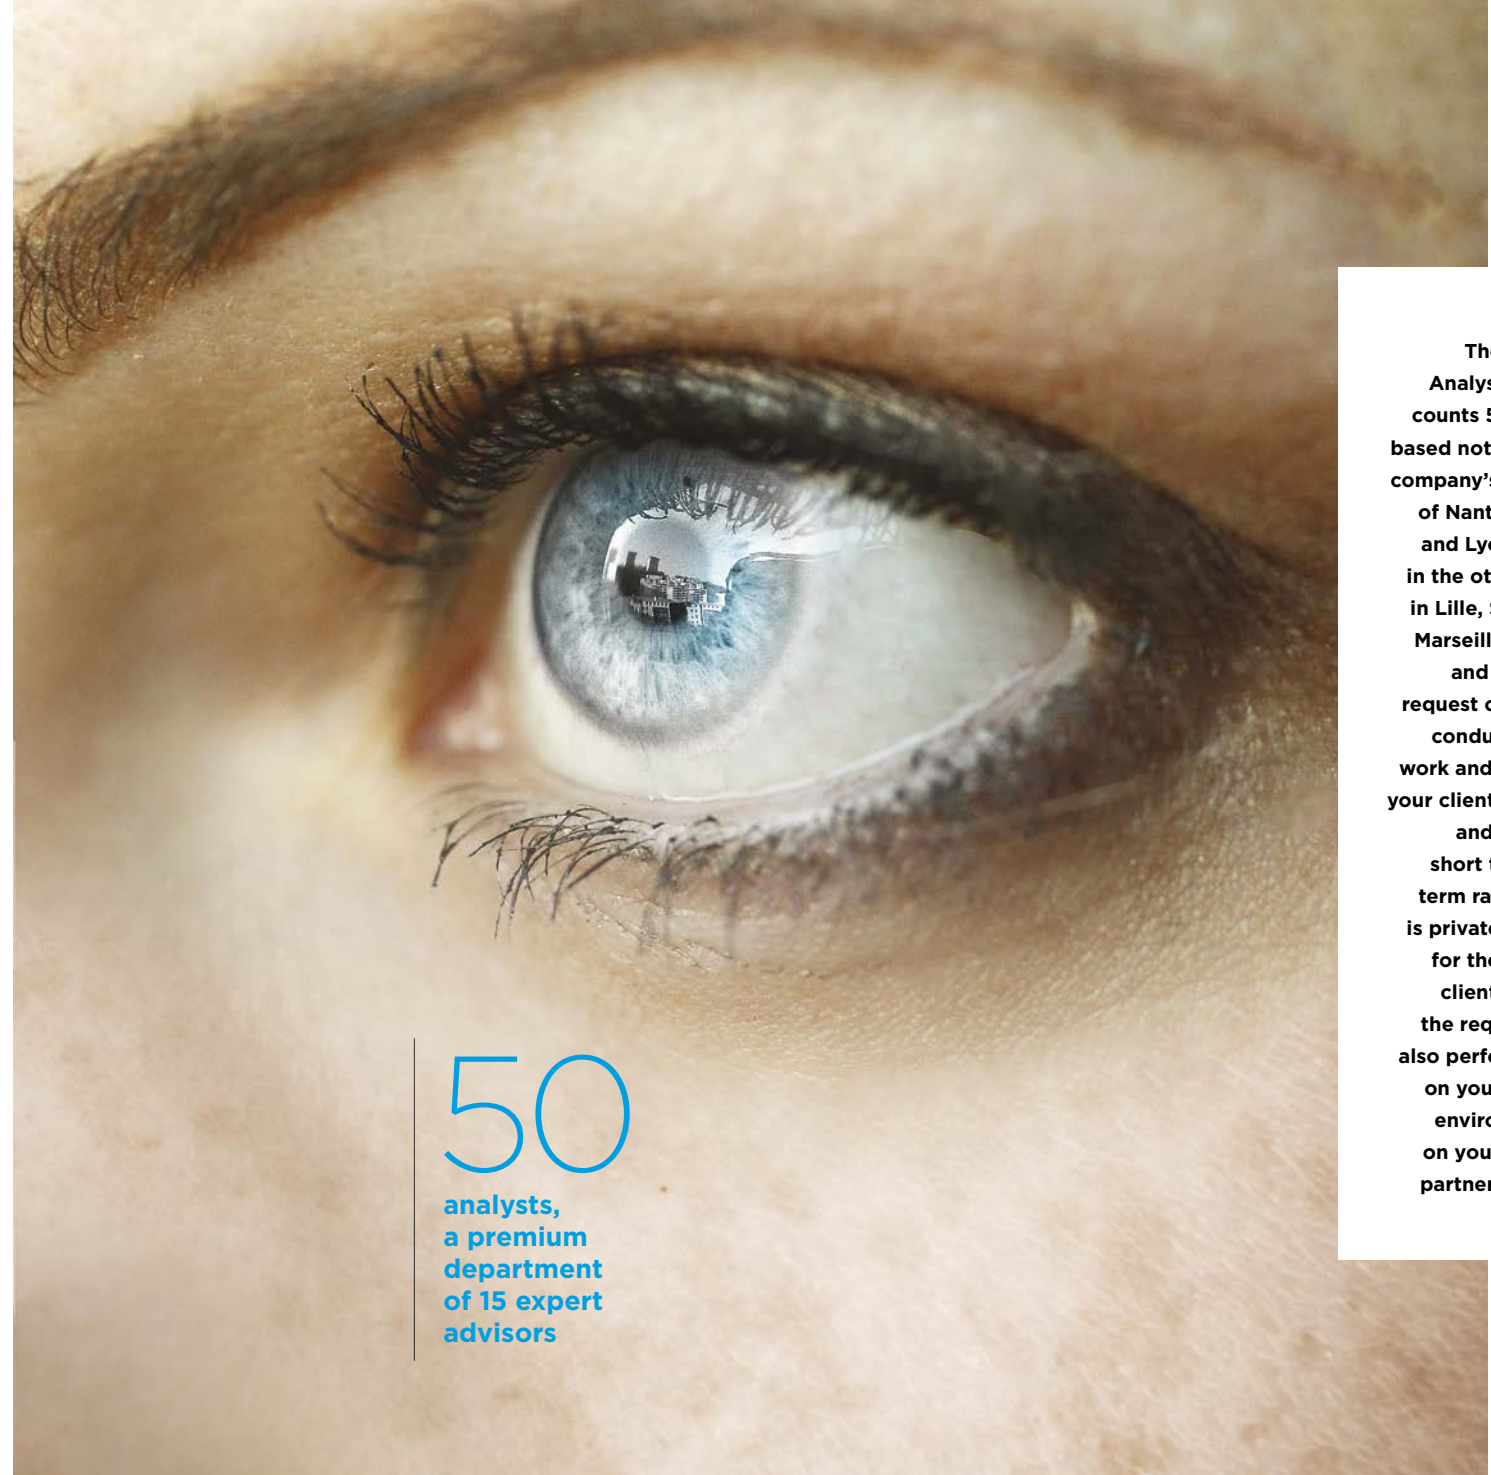 50
analysts,
a premium
department
of 15 expert
advisors
The
Analys
counts 5
based not
company's
of Nant
and Lyo
in the ot
in Lille,
Marseill
and
request o
condu
work and
your client
and
short t
term ra
is private
for the
client
the req
also perfo
on you
enviro
on you
partner